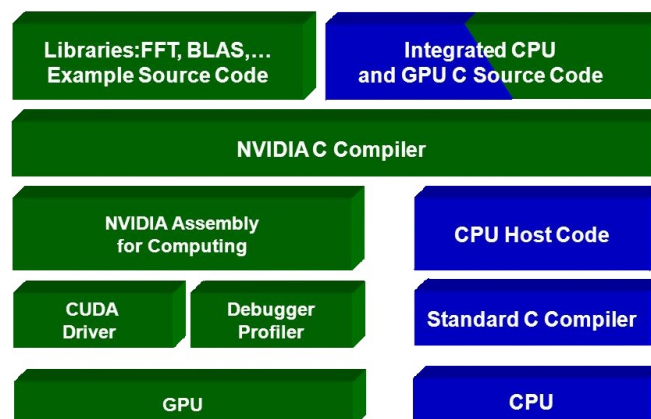 Libraries:FFT, BLAS,…
Example Source Code
Integrated CPU
and GPU C Source Code
NVIDIA C Compiler
NVIDIA Assembly
for Computing
CPU Host Code
CUDA
Driver
Debugger
Profiler
Standard C Compiler
GPU
CPU